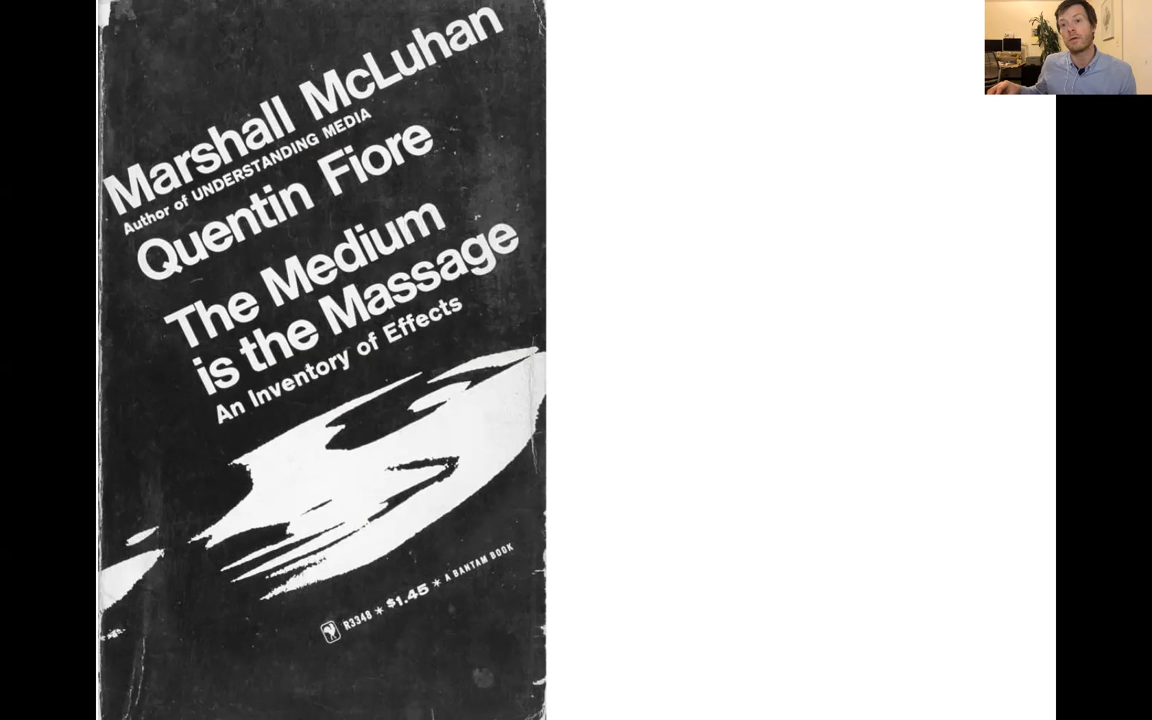 Marshall McLuhan
Author of UNDERSTANDING MEDIA
Quentin Fiore
The Medium
is the Massage
An Inventory of Effects
R3348 * $1.45 * A BANTAM BOOK